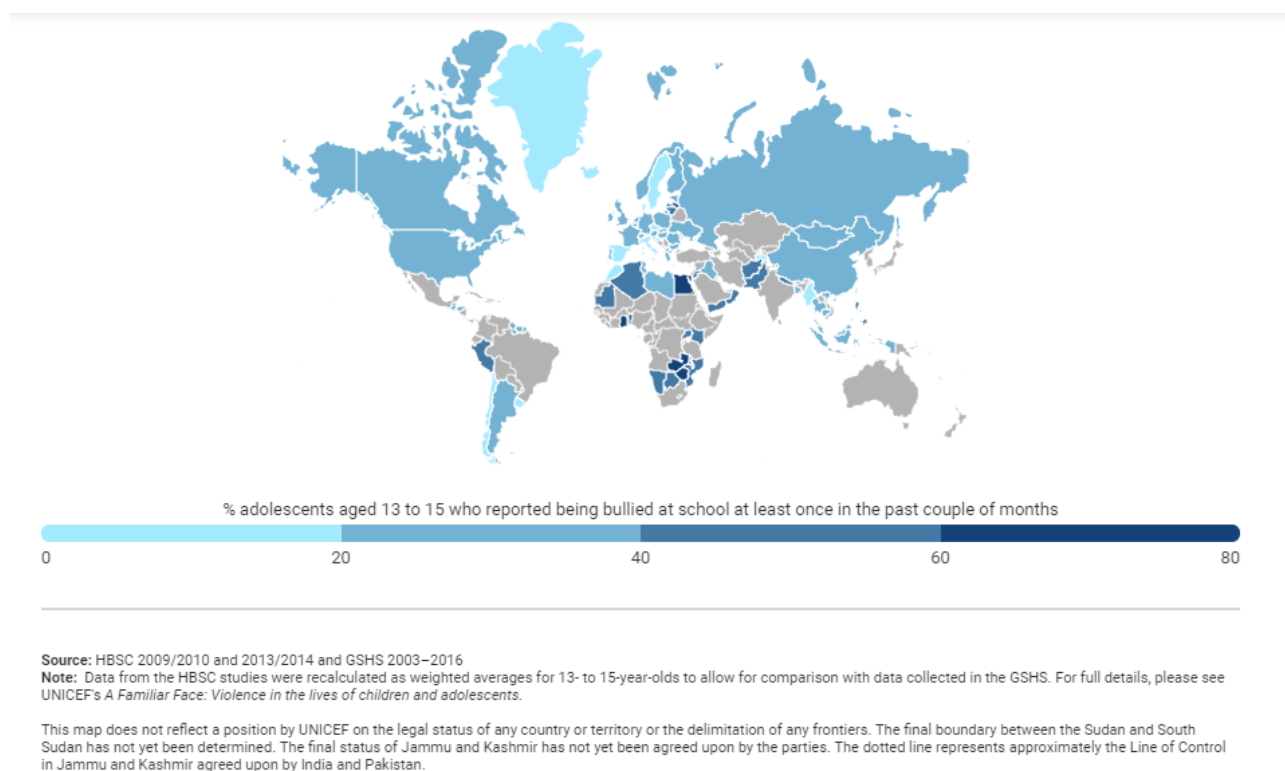 % adolescents aged 13 to 15 who reported being bullied at school at least once in the past couple of months
0 20 40 60 80
Source: HBSC 2009/2010 and 2013/2014 and GSHS 2003–2016
Note: Data from the HBSC studies were recalculated as weighted averages for 13- to 15-year-olds to allow for comparison with data collected in the GSHS. For full details, please see
UNICEF's A Familiar Face: Violence in the lives of children and adolescents.
This map does not reflect a position by UNICEF on the legal status of any country or territory or the delimitation of any frontiers. The final boundary between the Sudan and South
Sudan has not yet been determined. The final status of Jammu and Kashmir has not yet been agreed upon by the parties. The dotted line represents approximately the Line of Control
in Jammu and Kashmir agreed upon by India and Pakistan.